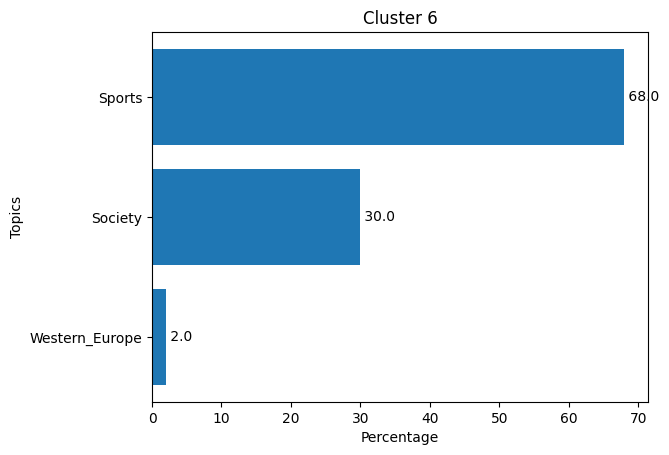 Cluster 6
Sports
68.0
Society
30.0
Western_Europe
2.0
Topics
0 10 20 30 40 50 60 70
Percentage